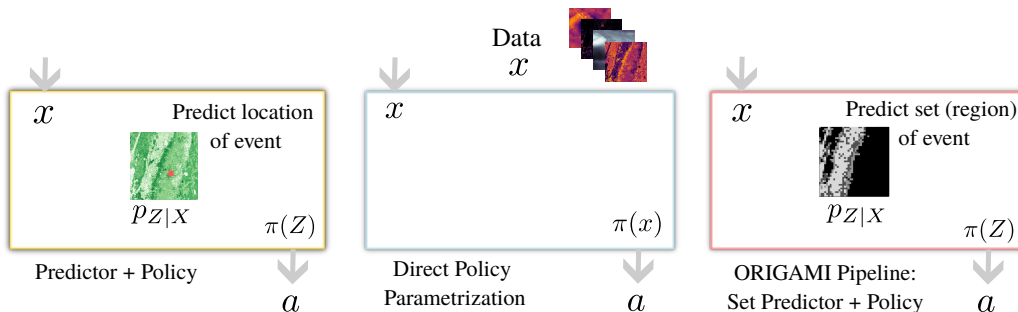 Data
x
x
Predict location
of event
p_{Z|X}
π(Z)
Predictor + Policy
a
x
π(x)
Direct Policy
Parametrization
a
x
Predict set (region)
of event
p_{Z|X}
π(Z)
ORIGAMI Pipeline:
Set Predictor + Policy
a